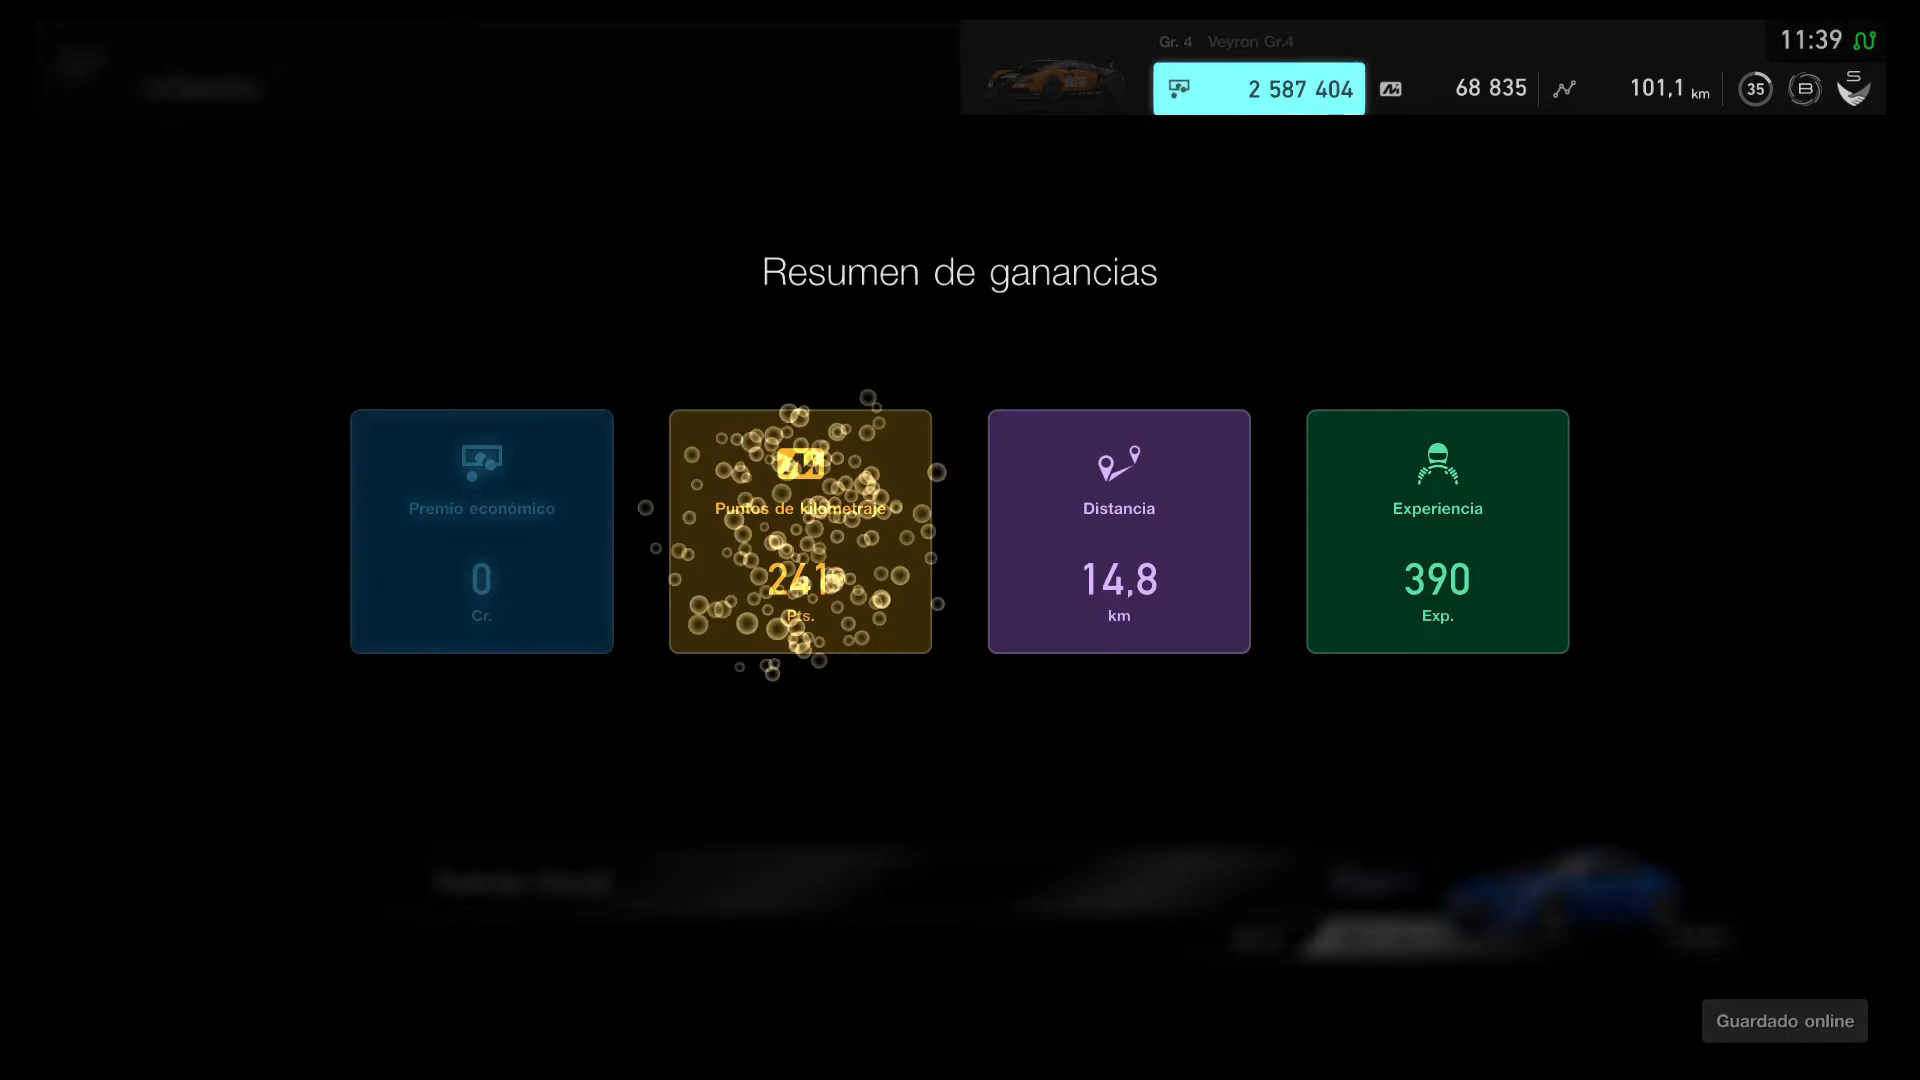 Gr. 4 Veyron Gr.4
11:39
2 587 404
68 835
101,1 km
35
B
S
Resumen de ganancias
Premio económico
0
Cr.
Puntos de kilometraje
241
Pts.
Distancia
14,8
km
Experiencia
390
Exp.
Guardado online